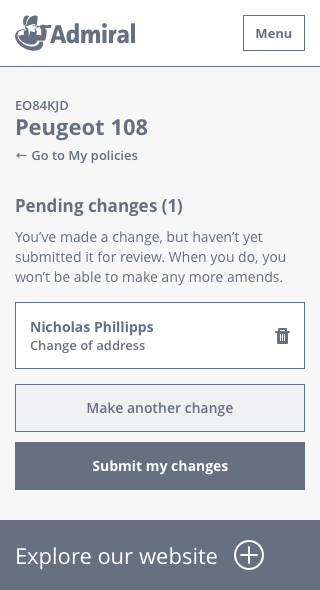 Admiral
Menu
EO84KJD
Peugeot 108
← Go to My policies
Pending changes (1)
You’ve made a change, but haven’t yet
submitted it for review. When you do, you
won’t be able to make any more amends.
Nicholas Phillipps
Change of address
Make another change
Submit my changes
Explore our website